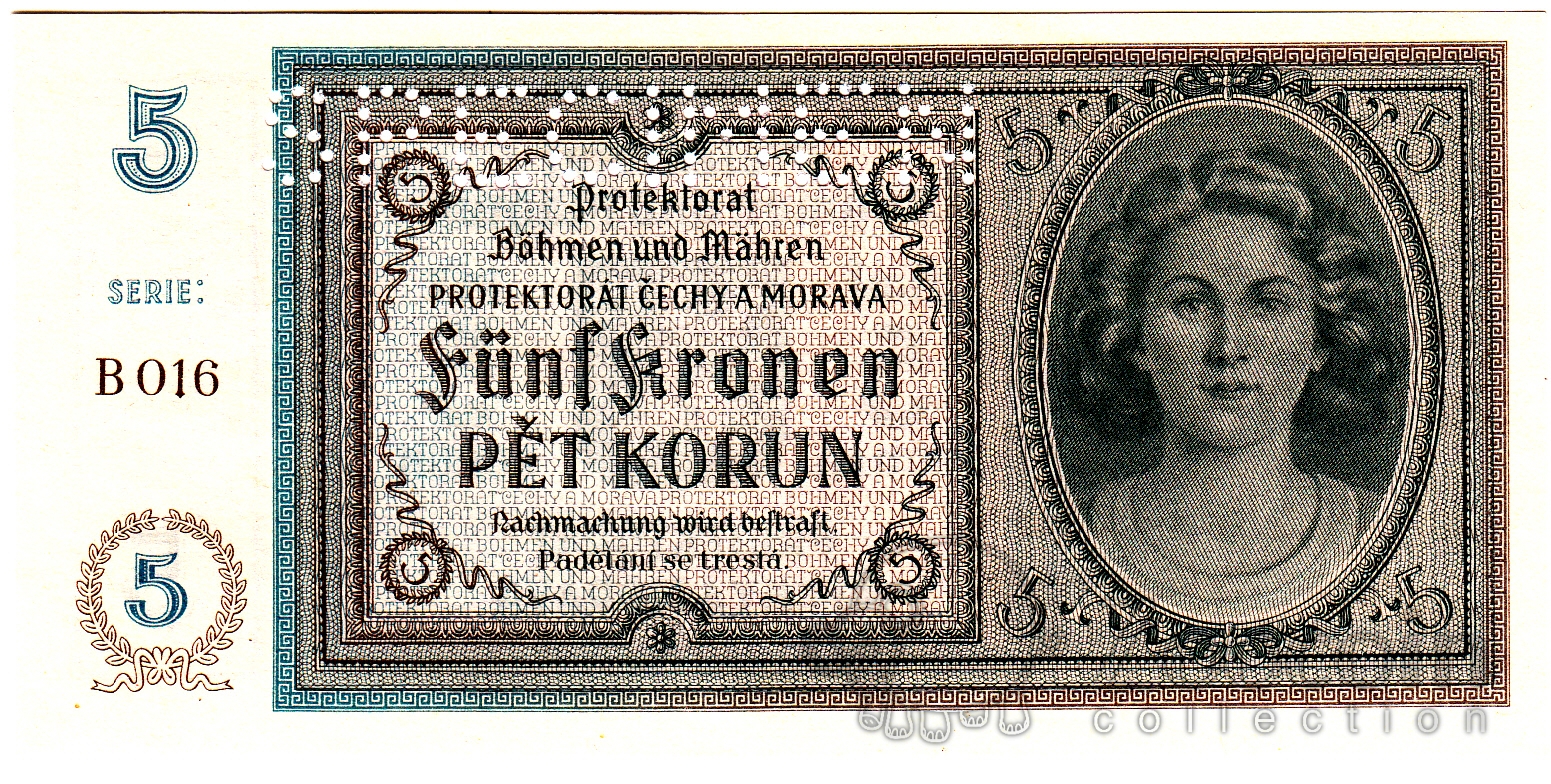 5
SERIE:
B 016
5
5 5
Protektorat
Böhmen und Mähren
PROTEKTORÁT ČECHY A MORAVA
Fünf Kronen
PĚT KORUN
Nachmachung wird bestraft.
Padělání se trestá.
5 5
5 5
5 5
collection